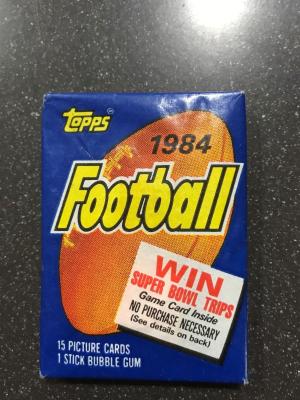 Topps
1984
Football
WIN
SUPER BOWL TRIPS
Game Card Inside
NO PURCHASE NECESSARY
(See details on back)
15 PICTURE CARDS
1 STICK BUBBLE GUM